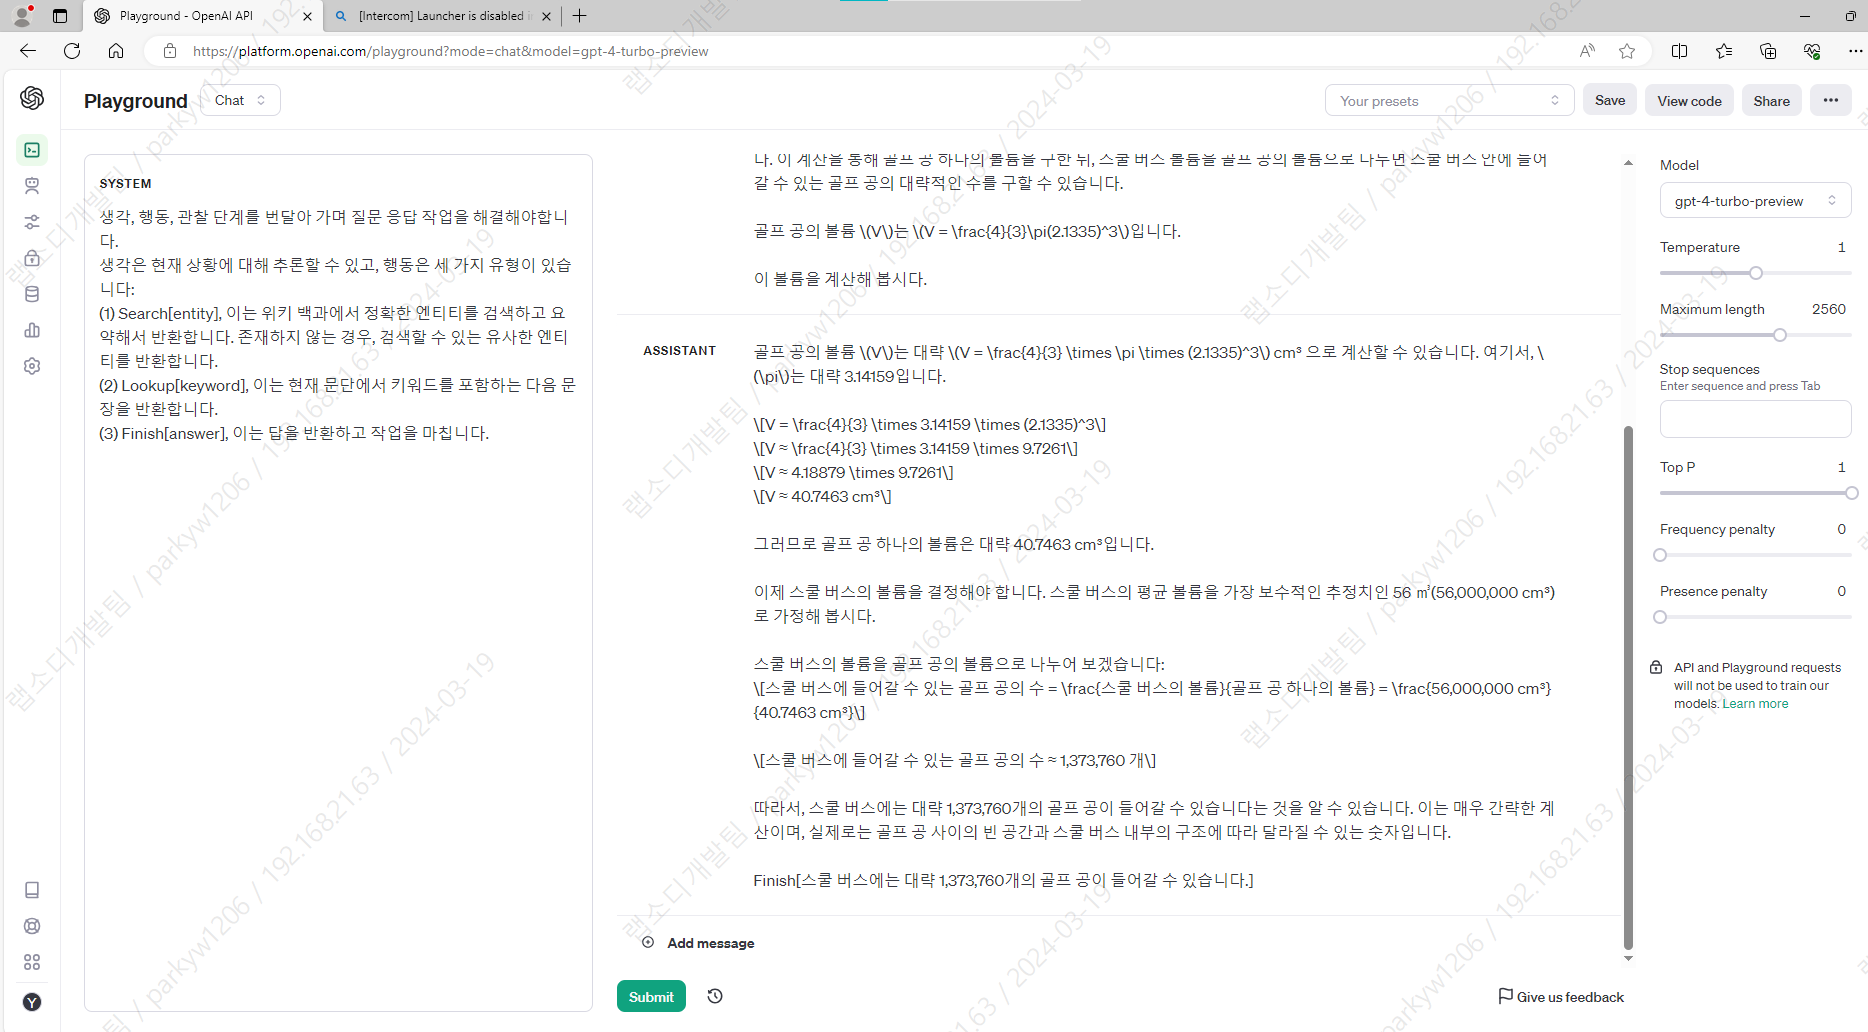 Playground - OpenAI API
[Intercom] Launcher is disabled i
https://platform.openai.com/playground?mode=chat&model=gpt-4-turbo-preview
Playground
Chat
Your presets
Save
View code
Share
SYSTEM
생각, 행동, 관찰 단계를 번달아 가며 질문 응답 작업을 해결해야합니
다.
생각은 현재 상황에 대해 추론할 수 있고, 행동은 세 가지 유형이 있습
니다:
(1) Search[entity], 이는 위키 백과에서 정확한 엔티티를 검색하고 요
약해서 반환합니다. 존재하지 않는 경우, 검색할 수 있는 유사한 엔티
티를 반환합니다.
(2) Lookup[keyword], 이는 현재 문단에서 키워드를 포함하는 다음 문
장을 반환합니다.
(3) Finish[answer], 이는 답을 반환하고 작업을 마칩니다.
다. 이 계산을 통해 골프 공 하나의 볼륨을 구한 뒤, 스쿨 버스 볼륨을 골프 공의 볼륨으로 나누면 스쿨 버스 안에 들어
갈 수 있는 골프 공의 대략적인 수를 구할 수 있습니다.
골프 공의 볼륨 \(V\)는 \(V = \frac{4}{3}\pi(2.1335)^3\)입니다.
이 볼륨을 계산해 봅시다.
ASSISTANT
골프 공의 볼륨 \(V\)는 대략 \(V = \frac{4}{3} \times \pi \times (2.1335)^3\) cm³ 으로 계산할 수 있습니다. 여기서, \
(\pi\)는 대략 3.14159입니다.
\[V = \frac{4}{3} \times 3.14159 \times (2.1335)^3\]
\[V ≈ \frac{4}{3} \times 3.14159 \times 9.7261\]
\[V ≈ 4.18879 \times 9.7261\]
\[V ≈ 40.7463 cm³\]
그러므로 골프 공 하나의 볼륨은 대략 40.7463 cm³입니다.
이제 스쿨 버스의 볼륨을 결정해야 합니다. 스쿨 버스의 평균 볼륨을 가장 보수적인 추정치인 56 ㎥(56,000,000 cm³)
로 가정해 봅시다.
스쿨 버스의 볼륨을 골프 공의 볼륨으로 나누어 보겠습니다:
\[스쿨 버스에 들어갈 수 있는 골프 공의 수 = \frac{스쿨 버스의 볼륨}{골프 공 하나의 볼륨} = \frac{56,000,000 cm³}
{40.7463 cm³}\]
\[스쿨 버스에 들어갈 수 있는 골프 공의 수 ≈ 1,373,760 개\]
따라서, 스쿨 버스에는 대략 1,373,760개의 골프 공이 들어갈 수 있습니다는 것을 알 수 있습니다. 이는 매우 간략한 계
산이며, 실제로는 골프 공 사이의 빈 공간과 스쿨 버스 내부의 구조에 따라 달라질 수 있는 숫자입니다.
Finish[스쿨 버스에는 대략 1,373,760개의 골프 공이 들어갈 수 있습니다.]
Add message
Submit
Give us feedback
Model
gpt-4-turbo-preview
Temperature 1
Maximum length 2560
Stop sequences
Enter sequence and press Tab
Top P 1
Frequency penalty 0
Presence penalty 0
API and Playground requests
will not be used to train our
models. Learn more
Y
랩소디개발팀 / parkyw1206 / 192.168.21.63 / 2024-03-19